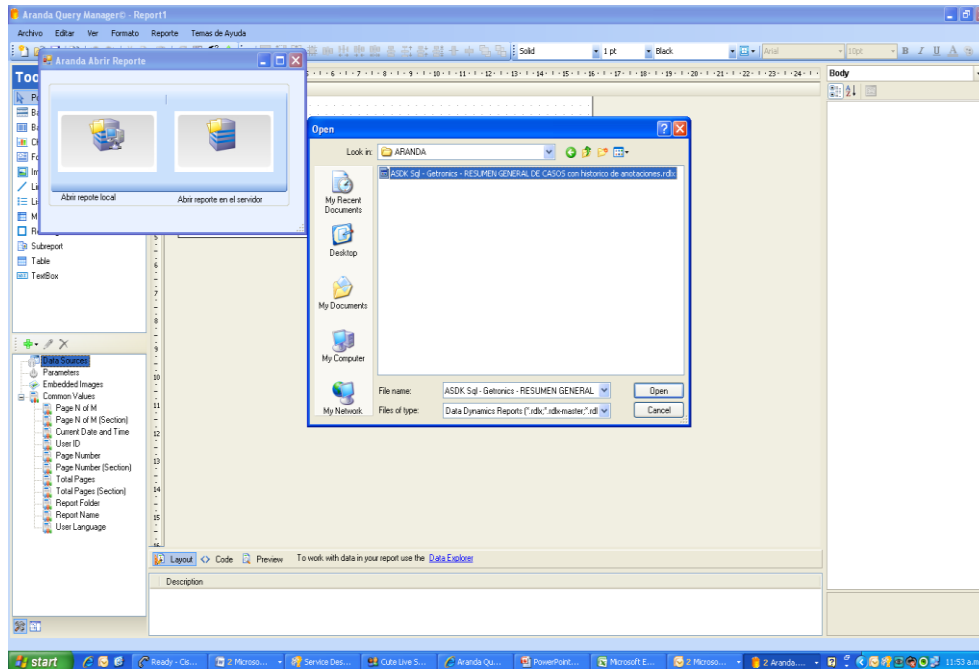 Aranda Query Manager© - Report1
Archivo Editar Ver Formato Reporte Temas de Ayuda
Solid 1 pt Black Arial 10pt B I U A
Aranda Abrir Reporte
Abrir repote local
Abrir reporte en el servidor
Subreport
Table
TextBox
Data Sources
Parameters
Embedded Images
Common Values
Page N of M
Page N of M (Section)
Current Date and Time
User ID
Page Number
Page Number (Section)
Total Pages
Total Pages (Section)
Report Folder
Report Name
User Language
Open
Look in: ARANDA
ASDK Sql - Getronics - RESUMEN GENERAL DE CASOS con historico de anotaciones.rdlx
My Recent Documents
Desktop
My Documents
My Computer
My Network
File name: ASDK Sql - Getronics - RESUMEN GENERAL Open
Files of type: Data Dynamics Reports (*.rdlx;*.rdlx-master;*.rdl Cancel
Body
Layout Code Preview To work with data in your report use the Data Explorer
Description
start Ready - Cis... 2 Microso... Service Des... Cute Live S... Aranda Qu... PowerPoint... Microsoft E... 2 Microso... 2 Aranda.... 11:53 a.m.